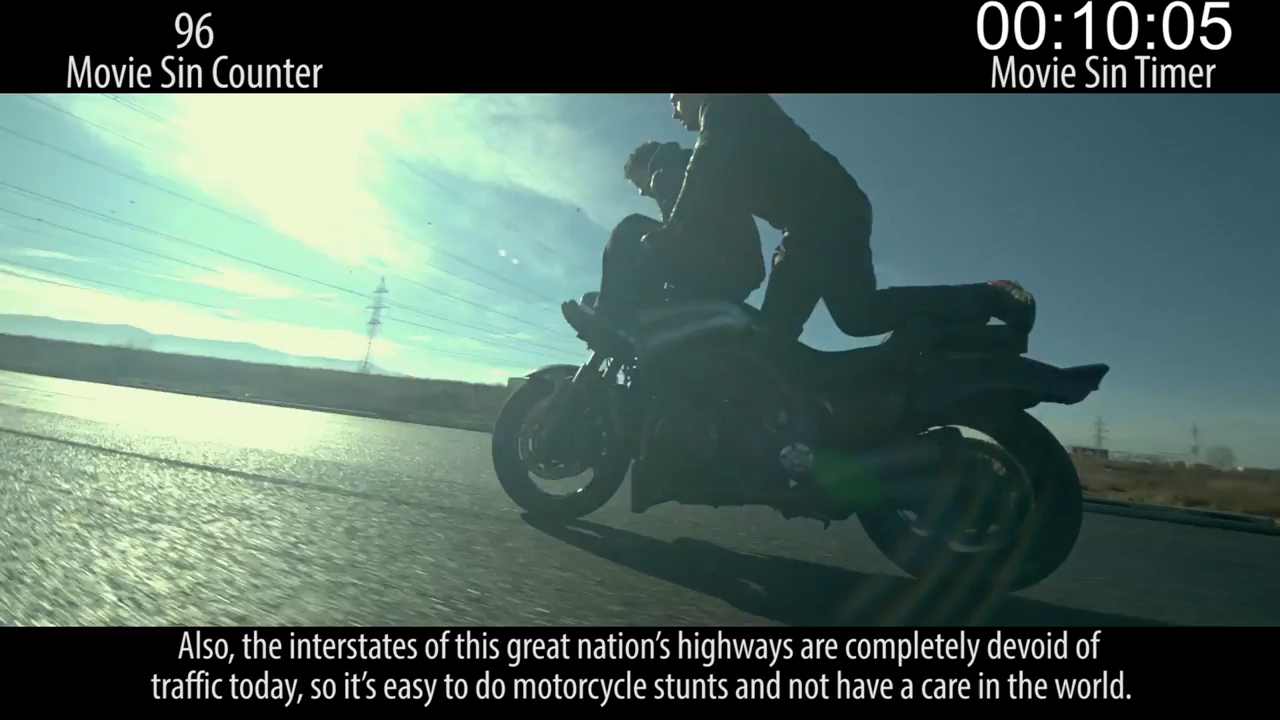 96
Movie Sin Counter
00:10:05
Movie Sin Timer
Also, the interstates of this great nation's highways are completely devoid of
traffic today, so it's easy to do motorcycle stunts and not have a care in the world.